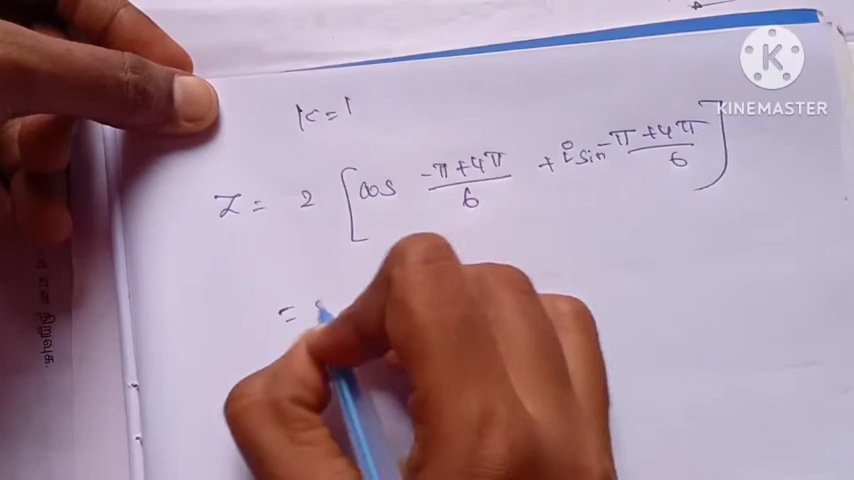 K
KINEMASTER
K=1
Z = 2 [cos (-π+4π)/6 + i sin (-π+4π)/6]
=
நிறுவுக.